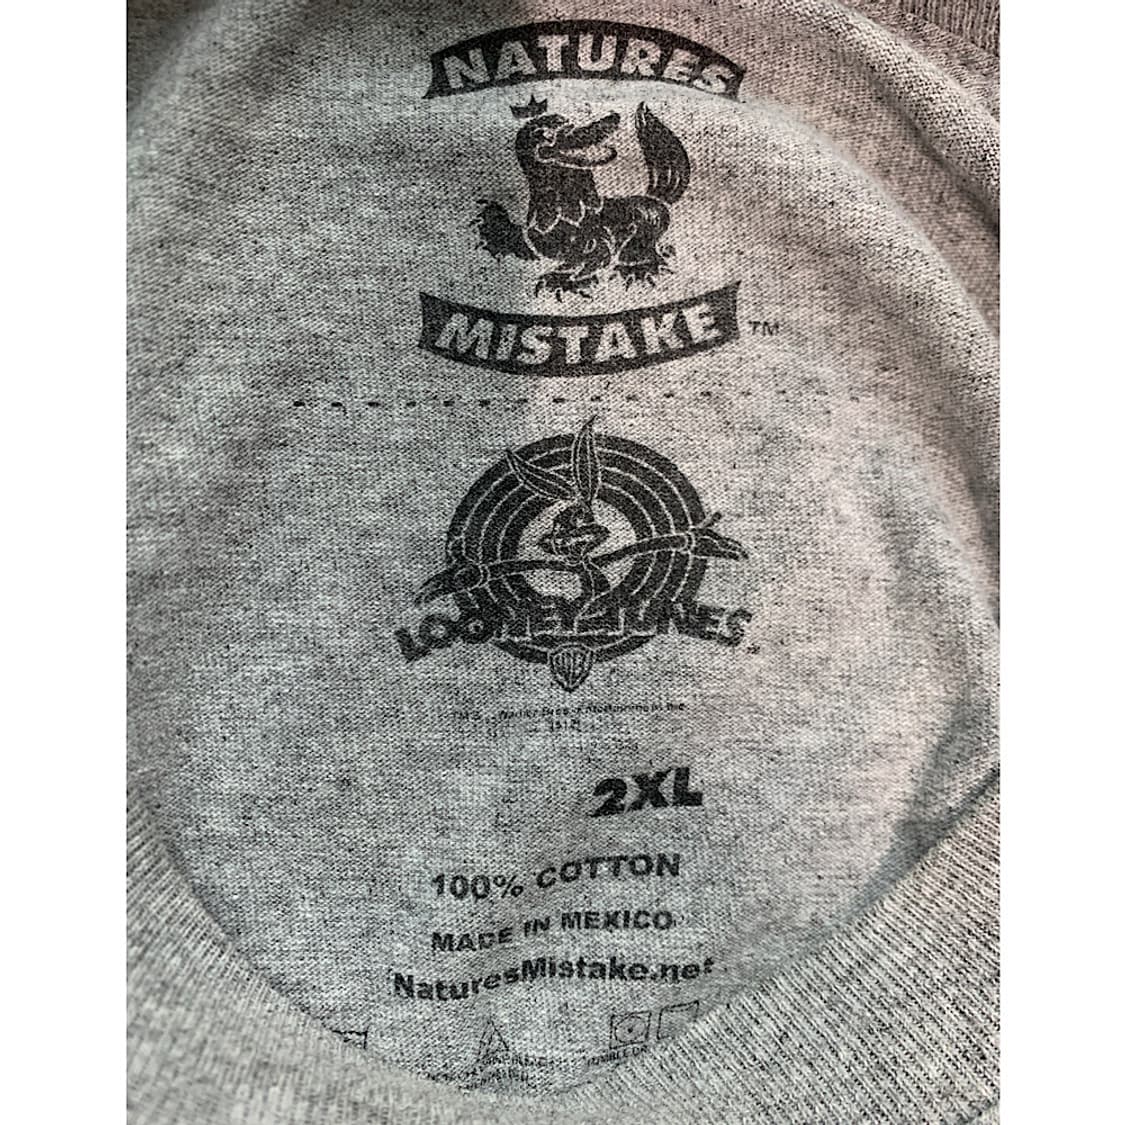 NATURES
MISTAKE TM
LOONEY TUNES
2XL
100% COTTON
MADE IN MEXICO
NaturesMistake.net